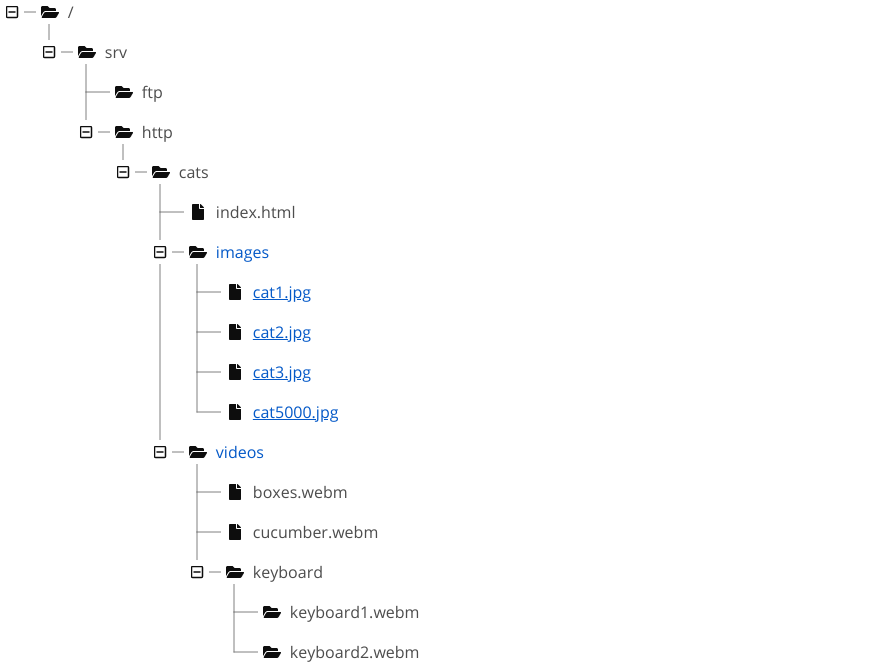 /
srv
ftp
http
cats
index.html
images
cat1.jpg
cat2.jpg
cat3.jpg
cat5000.jpg
videos
boxes.webm
cucumber.webm
keyboard
keyboard1.webm
keyboard2.webm